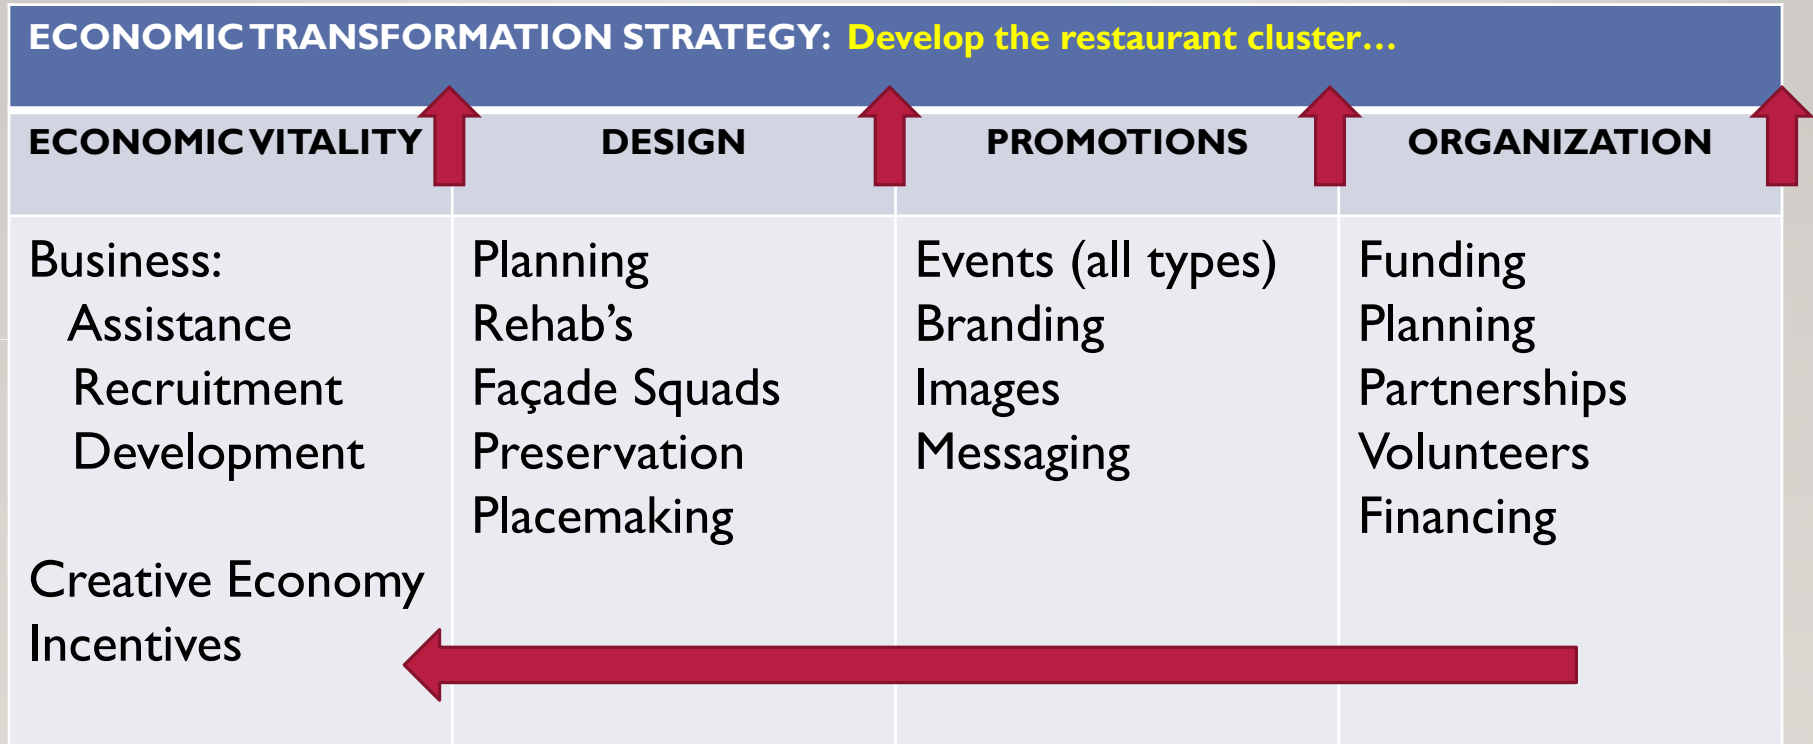 ECONOMIC TRANSFORMATION STRATEGY: Develop the restaurant cluster…
ECONOMIC VITALITY
DESIGN
PROMOTIONS
ORGANIZATION
Business:
Assistance
Recruitment
Development
Creative Economy
Incentives
Planning
Rehab’s
Façade Squads
Preservation
Placemaking
Events (all types)
Branding
Images
Messaging
Funding
Planning
Partnerships
Volunteers
Financing